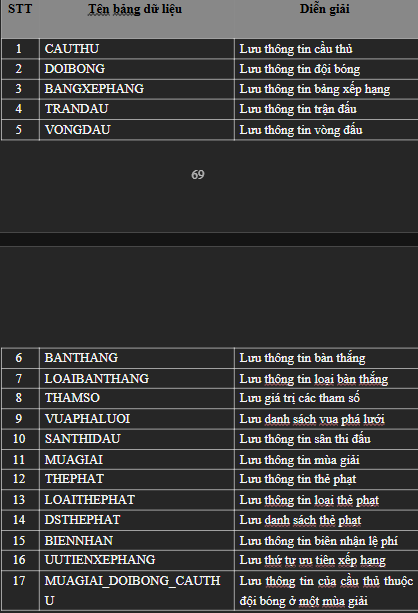 STT Tên bảng dữ liệu Diễn giải
1 CAUTHU Lưu thông tin cầu thủ
2 DOIBONG Lưu thông tin đội bóng
3 BANGXEPHANG Lưu thông tin bảng xếp hạng
4 TRANDAU Lưu thông tin trận đấu
5 VONGDAU Lưu thông tin vòng đấu
69
6 BANTHANG Lưu thông tin bàn thắng
7 LOAIBANTHANG Lưu thông tin loại bàn thắng
8 THAMSO Lưu giá trị các tham số
9 VUAPHALUOI Lưu danh sách vua phá lưới
10 SANTHIDAU Lưu thông tin sân thi đấu
11 MUAGIAI Lưu thông tin mùa giải
12 THEPHAT Lưu thông tin thẻ phạt
13 LOAITHEPHAT Lưu thông tin loại thẻ phạt
14 DSTHEPHAT Lưu danh sách thẻ phạt
15 BIENNHAN Lưu thông tin biên nhận lệ phí
16 UUTIENXEPHANG Lưu thứ tự ưu tiên xếp hạng
17 MUAGIAI_DOIBONG_CAUTH Lưu thông tin của cầu thủ thuộc
U đội bóng ở một mùa giải